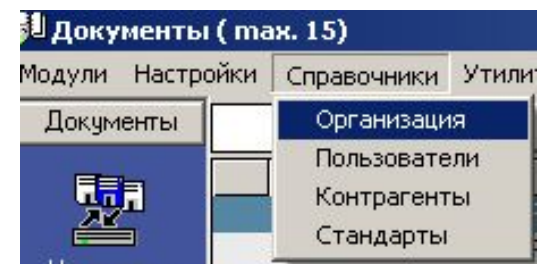 Документы ( max. 15)
Модули Настройки Справочники
Документы
Организация
Пользователи
Контрагенты
Стандарты